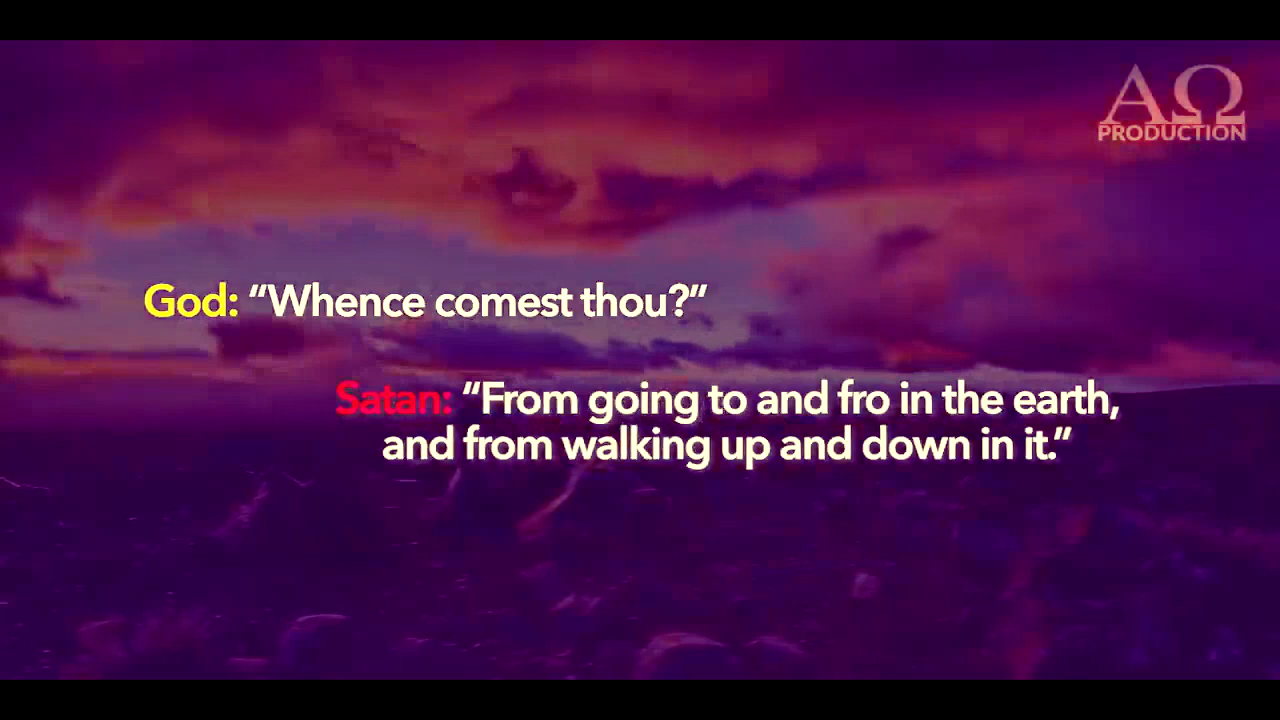 ΑΩ
PRODUCTION
God: “Whence comest thou?”
Satan: “From going to and fro in the earth,
and from walking up and down in it.”